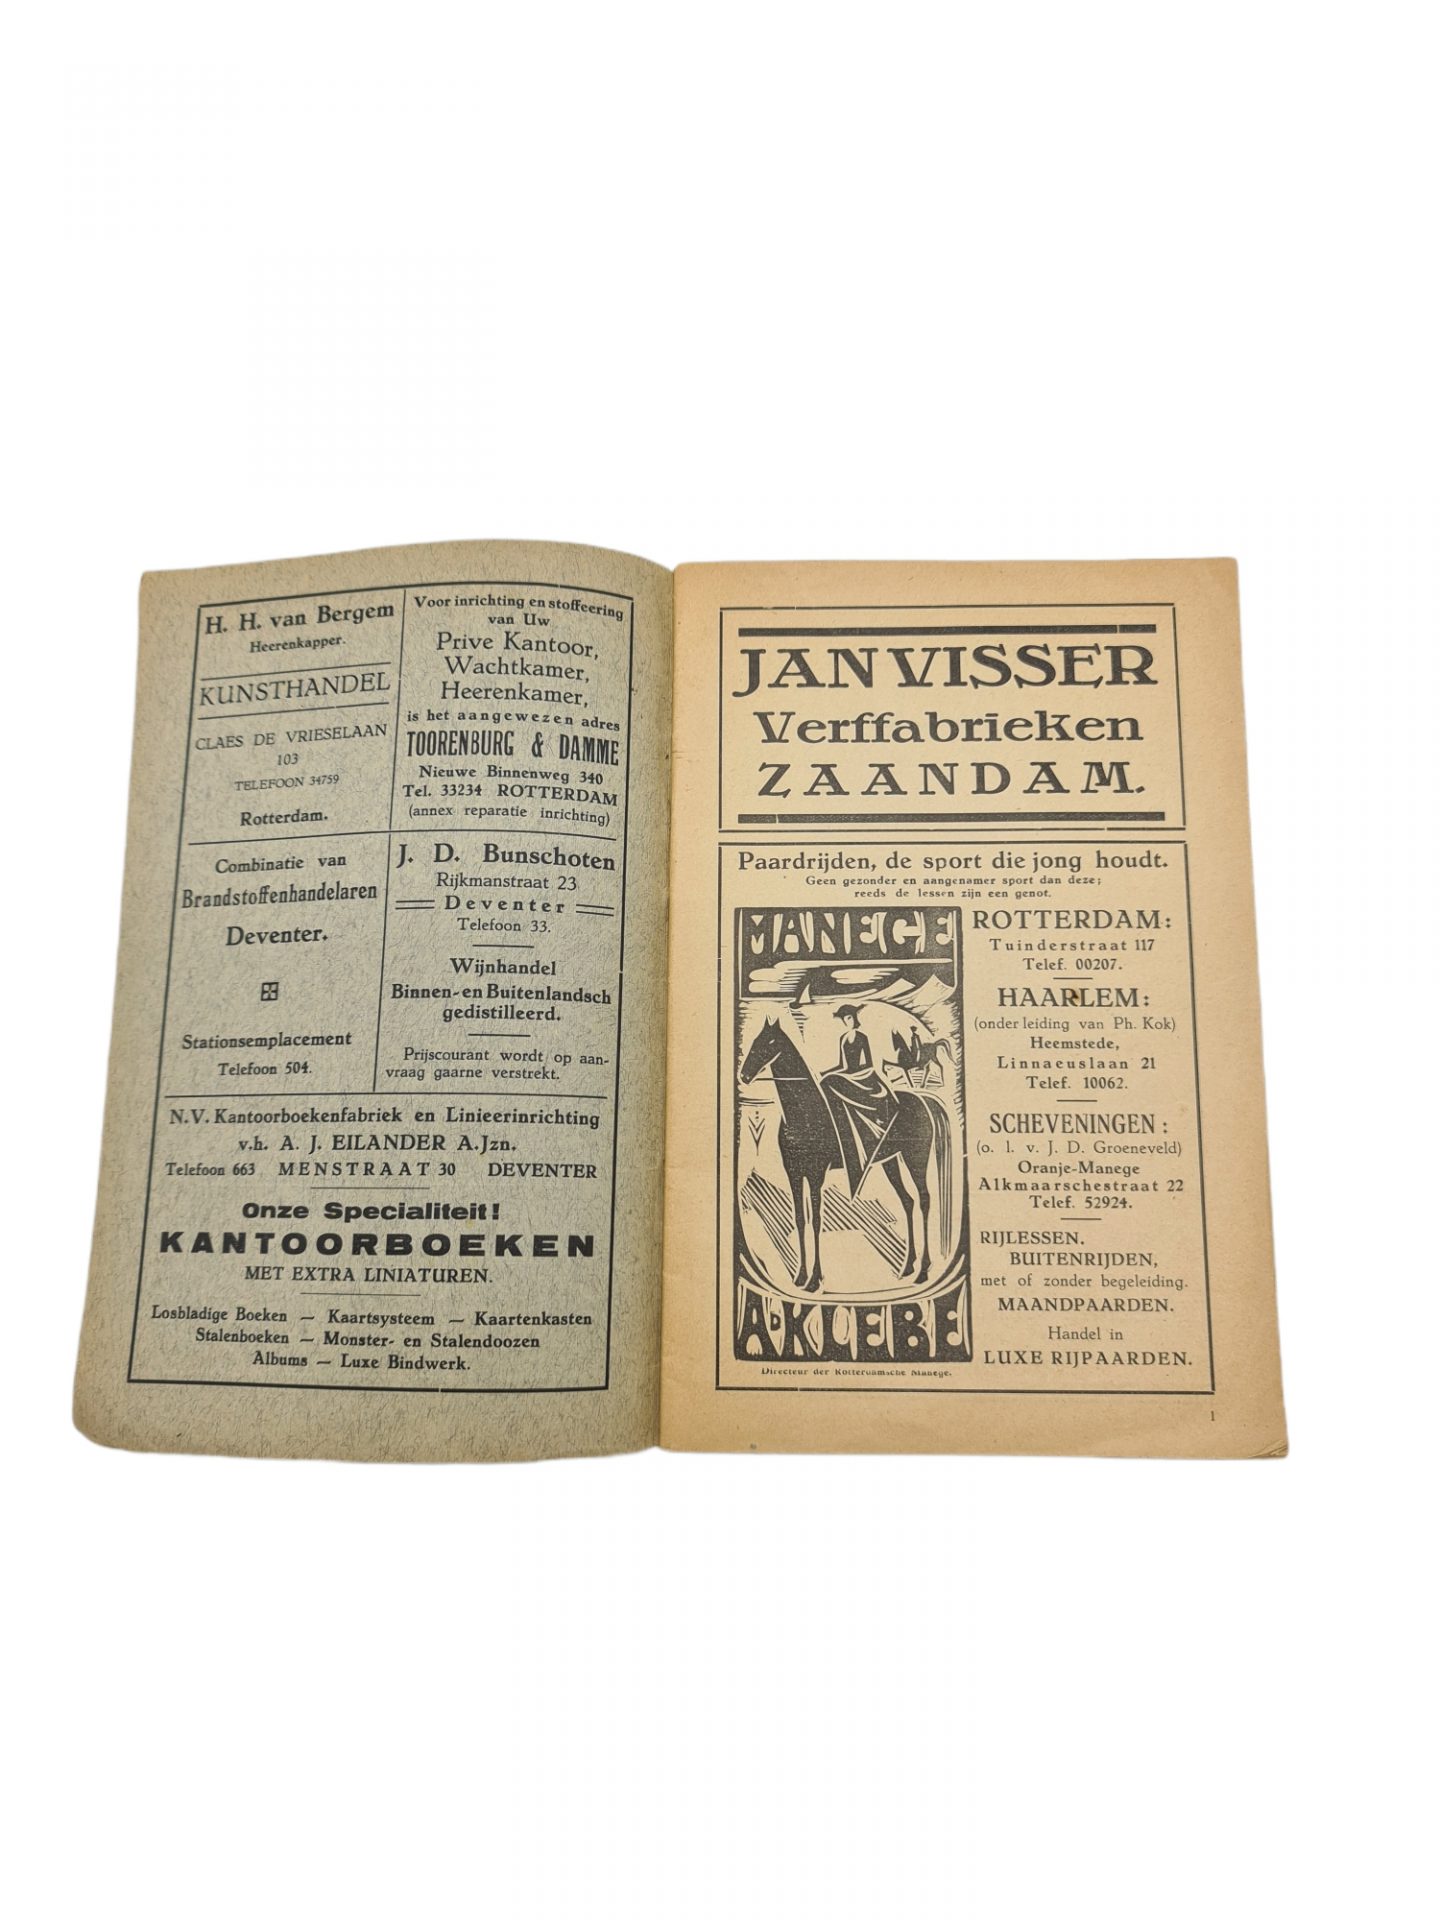 H. H. van Bergem
Heerenkapper.
KUNSTHANDEL
CLAES DE VRIESELAAN
103
TELEFOON 34759
Rotterdam.
Voor inrichting en stoffeering
van Uw
Prive Kantoor,
Wachtkamer,
Heerenkamer,
is het aangewezen adres
TOORENBURG & DAMME
Nieuwe Binnenweg 340
Tel. 33234 ROTTERDAM
(annex reparatie inrichting)
Combinatie van
Brandstoffenhandelaren
Deventer.
Stationsemplacement
Telefoon 504.
J. D. Bunschoten
Rijkmanstraat 23
Deventer
Telefoon 33.
Wijnhandel
Binnen- en Buitenlandsch
gedistilleerd.
Prijscourant wordt op aan-
vraag gaarne verstrekt.
N.V. Kantoorboekenfabriek en Linieerinrichting
v.h. A. J. EILANDER A.Jzn.
Telefoon 663 MENSTRAAT 30 DEVENTER
Onze Specialiteit!
KANTOORBOEKEN
MET EXTRA LINIATUREN.
Losbladige Boeken — Kaartsysteem — Kaartenkasten
Stalenboeken — Monster- en Stalendoozen
Albums — Luxe Bindwerk.
JAN VISSER
Verffabrieken
ZAANDAM.
Paardrijden, de sport die jong houdt.
Geen gezonder en aangenamer sport dan deze;
reeds de lessen zijn een genot.
MANEGE
AD KLEBE
Directeur der Rotterdamsche Manege.
ROTTERDAM:
Tuinderstraat 117
Telef. 00207.
HAARLEM:
(onder leiding van Ph. Kok)
Heemstede,
Linnaeuslaan 21
Telef. 10062.
SCHEVENINGEN:
(o. l. v. J. D. Groeneveld)
Oranje-Manege
Alkmaarschestraat 22
Telef. 52924.
RIJLESSEN.
BUITENRIJDEN,
met of zonder begeleiding.
MAANDPAARDEN.
Handel in
LUXE RIJPAARDEN.
1